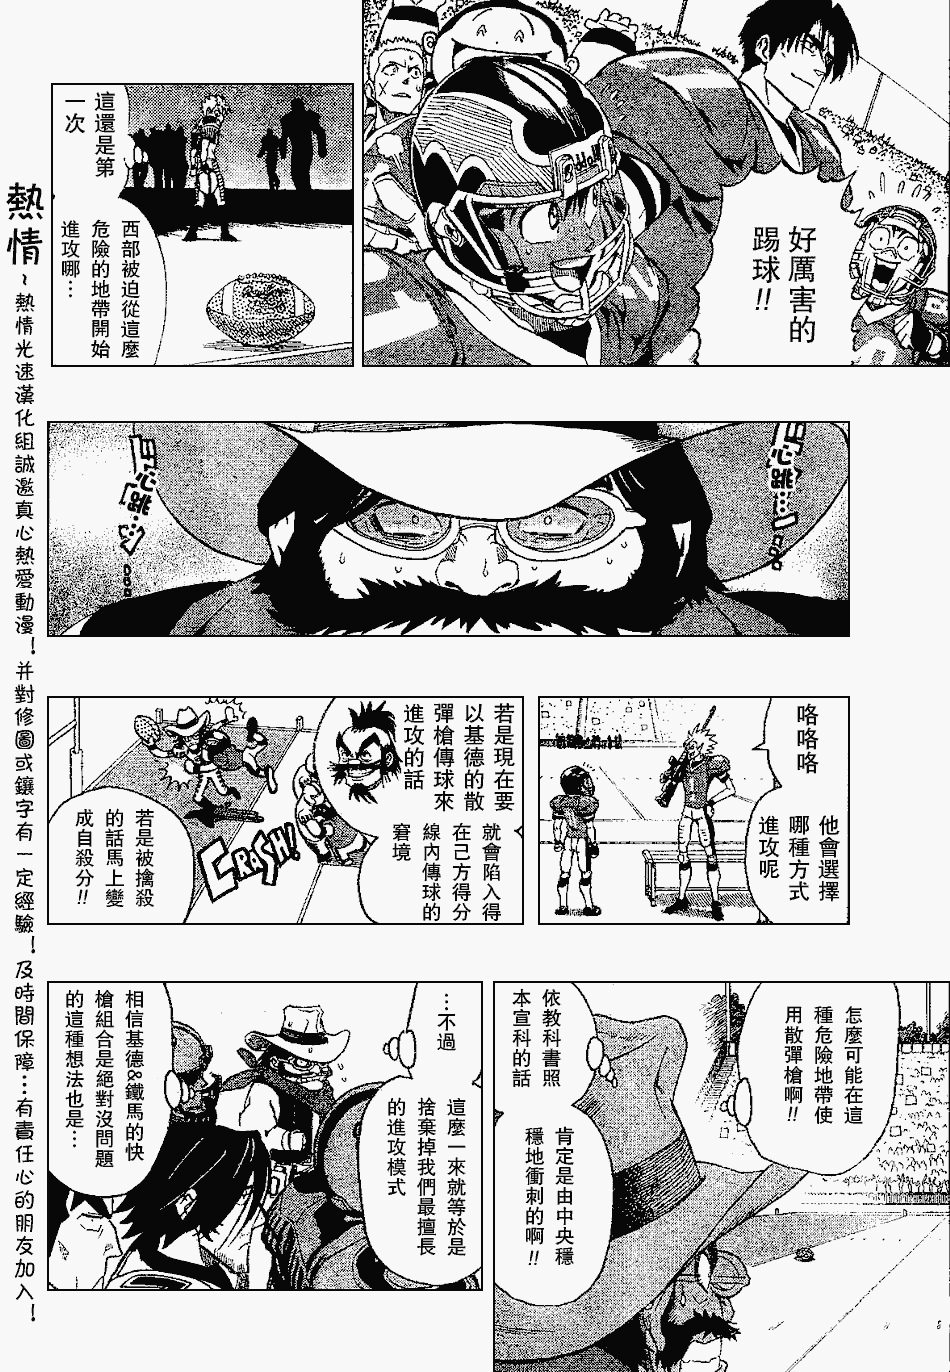 好厲害的
踢球!!
這還是第
一次
西部被迫從這麼
危險的地帶開始
進攻哪…
心跳…
心跳…
咯咯咯
他會選擇
哪種方式
進攻呢
若是現在要
以基德的散
彈槍傳球來
進攻的話
就會陷入得
在己方得分
線內傳球的
窘境
CRASH!
若是被擒殺
的話馬上變
成自殺分!!
怎麼可能在這
種危險地帶使
用散彈槍啊!!
依教科書照
本宣科的話
肯定是由中央穩
穩地衝刺的啊!!
…不過
這麼一來就等於是
捨棄掉我們最擅長
的進攻模式
相信基德&鐵馬的快
槍組合是絕對沒問題
的這種想法也是…
熱情~熱情光速漢化組誠邀真心熱愛動漫!并對修圖或鑲字有一定經驗!及時間保障…有責任心的朋友加入!